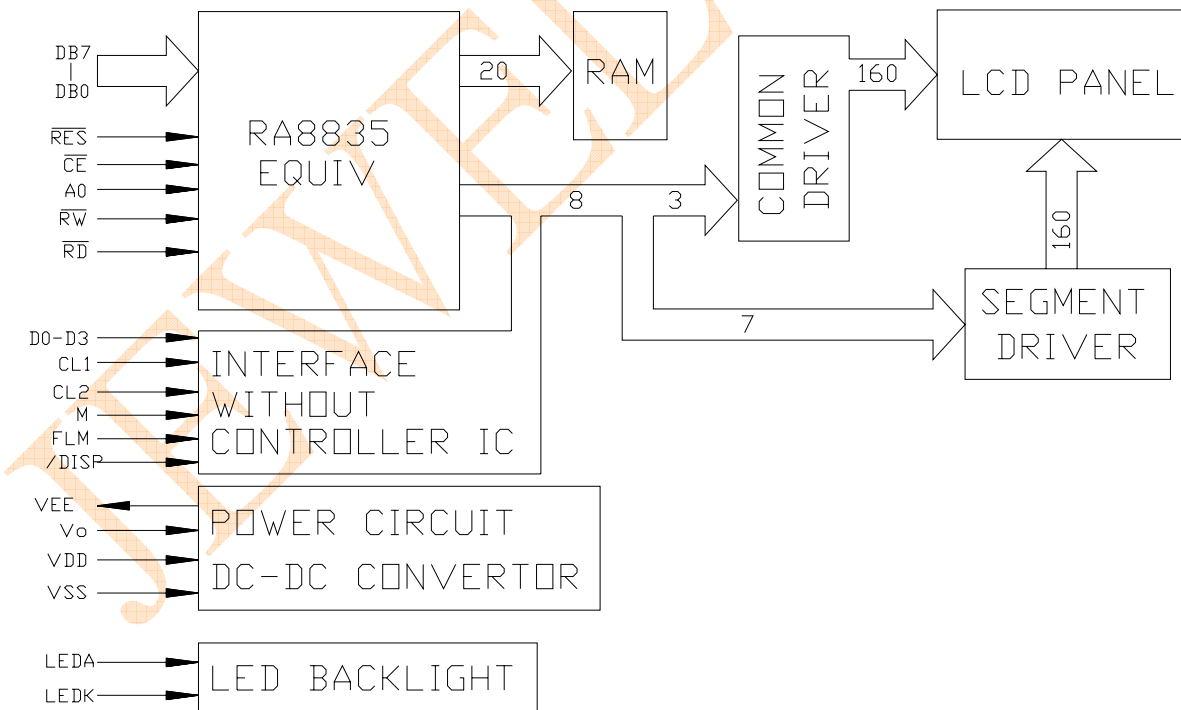 DB7
|
DB0
RES
CE
A0
RW
RD
RA8835
EQUIV
20
RAM
COMMON
DRIVER
160
LCD PANEL
8
3
7
160
SEGMENT
DRIVER
D0-D3
CL1
CL2
M
FLM
/DISP
INTERFACE
WITHOUT
CONTROLLER IC
VEE
Vo
VDD
VSS
POWER CIRCUIT
DC-DC CONVERTOR
LEDA
LEDK
LED BACKLIGHT
JEWEL